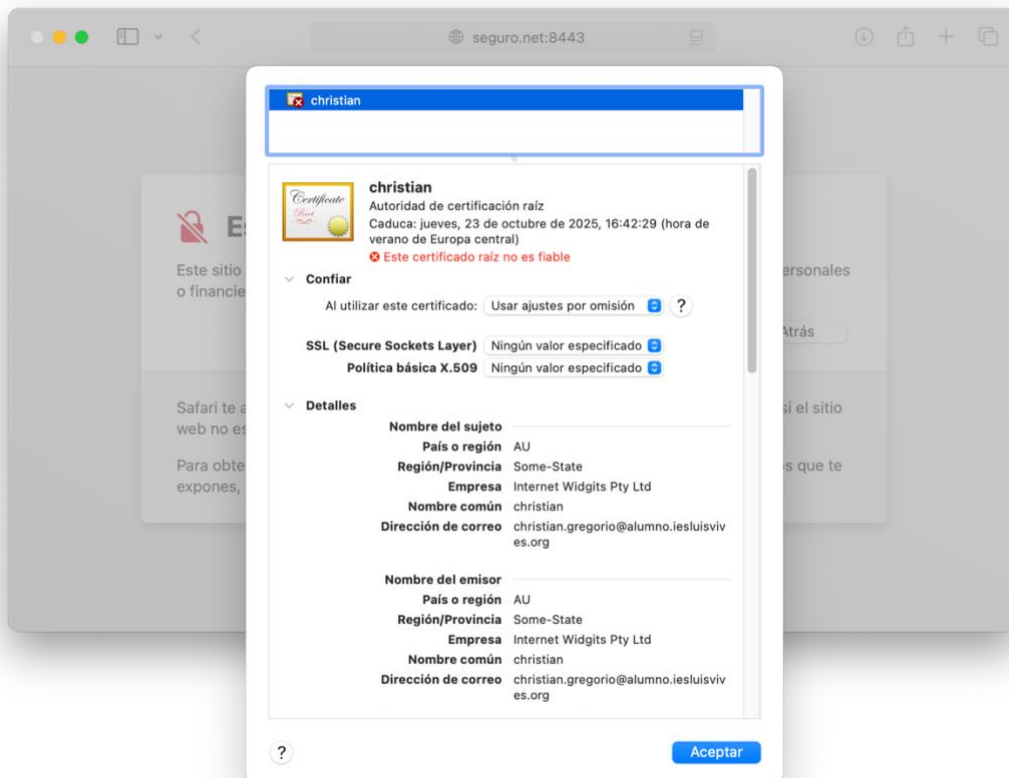 seguro.net:8443
christian
Certificate
Root
christian
Autoridad de certificación raíz
Caduca: jueves, 23 de octubre de 2025, 16:42:29 (hora de
verano de Europa central)
Este certificado raíz no es fiable
Este sitio
ersonales
o financie
Confiar
Al utilizar este certificado: Usar ajustes por omisión ?
Atrás
SSL (Secure Sockets Layer) Ningún valor especificado
Política básica X.509 Ningún valor especificado
Safari te a
si el sitio
web no es
Detalles
Nombre del sujeto
País o región AU
Región/Provincia Some-State
Empresa Internet Widgits Pty Ltd
Nombre común christian
Dirección de correo christian.gregorio@alumno.iesluisviv
es.org
Para obte
s que te
expones,
Nombre del emisor
País o región AU
Región/Provincia Some-State
Empresa Internet Widgits Pty Ltd
Nombre común christian
Dirección de correo christian.gregorio@alumno.iesluisviv
es.org
? Aceptar